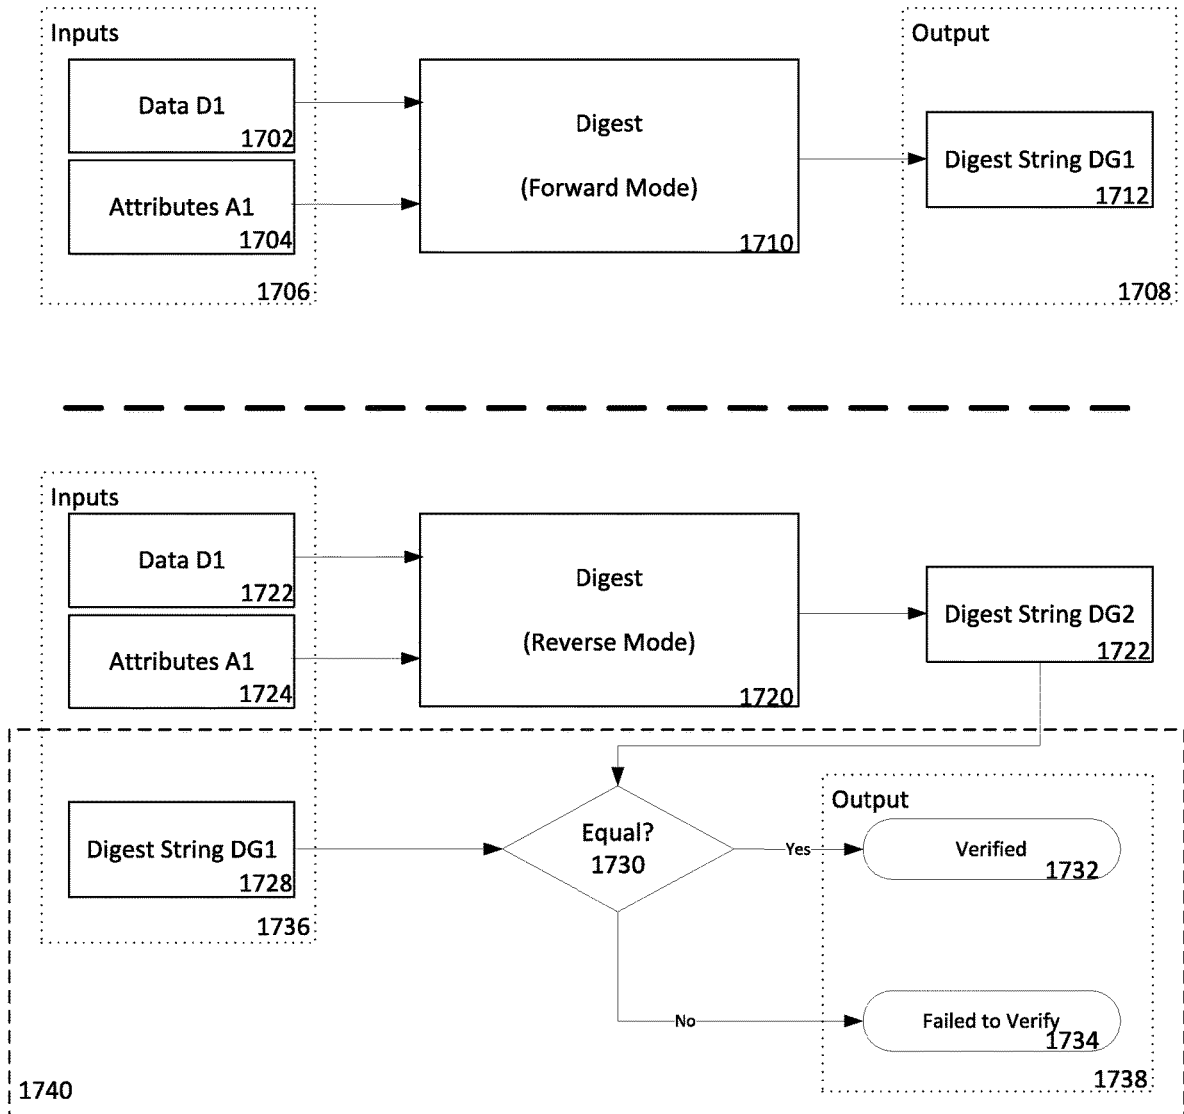 Inputs
Data D1
1702
Attributes A1
1704
1706
Digest
(Forward Mode)
1710
Output
Digest String DG1
1712
1708
Inputs
Data D1
1722
Attributes A1
1724
Digest
(Reverse Mode)
1720
Digest String DG2
1722
Digest String DG1
1728
1736
Equal?
1730
Yes
No
Output
Verified
1732
Failed to Verify
1734
1738
1740